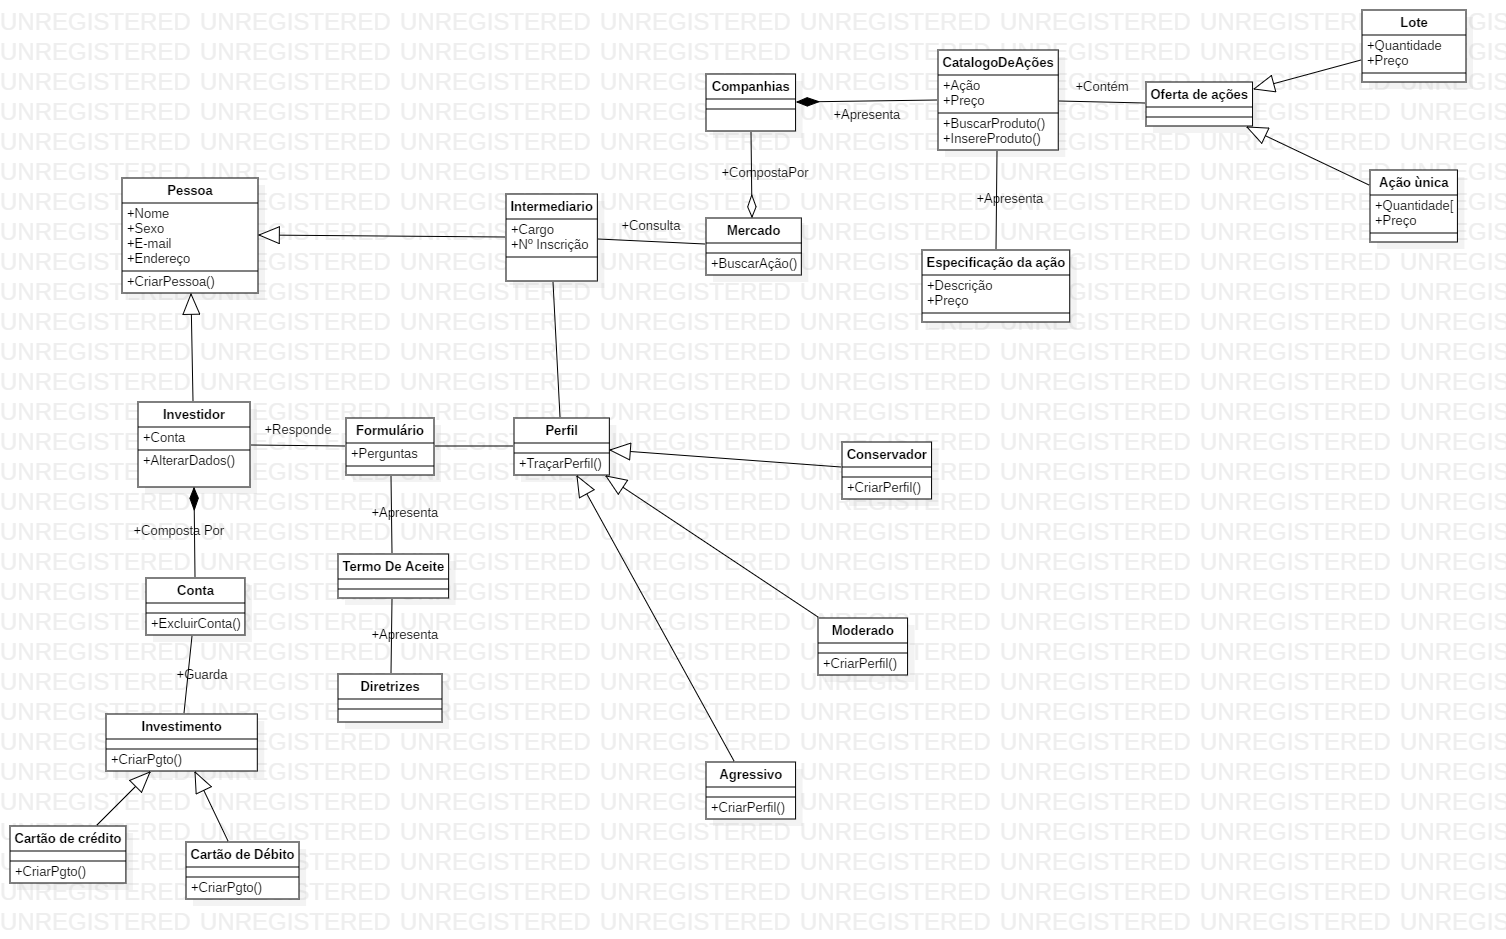 Lote
+Quantidade
+Preço
CatalogoDeAções
+Ação
+Preço
+BuscarProduto()
+InsereProduto()
+Contém
Oferta de ações
Companhias
+Apresenta
+CompostaPor
+Apresenta
Ação ùnica
+Quantidade[
+Preço
Pessoa
+Nome
+Sexo
+E-mail
+Endereço
+CriarPessoa()
Intermediario
+Cargo
+Nº Inscrição
+Consulta
Mercado
+BuscarAção()
Especificação da ação
+Descrição
+Preço
Investidor
+Conta
+AlterarDados()
+Responde
Formulário
+Perguntas
Perfil
+TraçarPerfil()
Conservador
+CriarPerfil()
+Composta Por
+Apresenta
Termo De Aceite
Conta
+ExcluirConta()
+Apresenta
Moderado
+CriarPerfil()
+Guarda
Diretrizes
Investimento
+CriarPgto()
Agressivo
+CriarPerfil()
Cartão de crédito
+CriarPgto()
Cartão de Débito
+CriarPgto()
UNREGISTERED